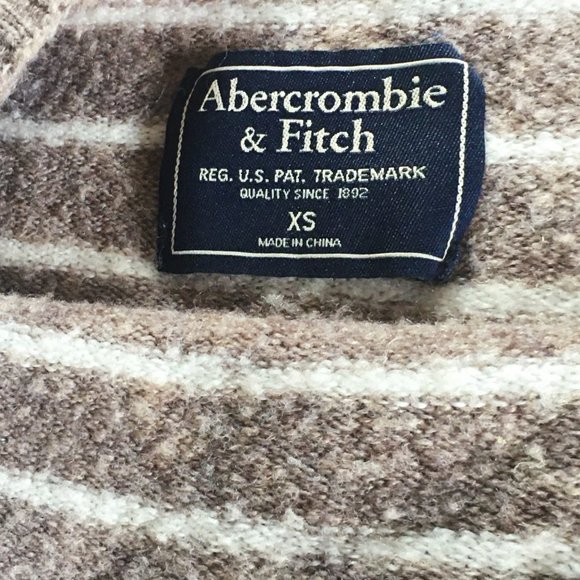 Abercrombie
& Fitch
REG. U.S. PAT. TRADEMARK
QUALITY SINCE 1892
XS
MADE IN CHINA